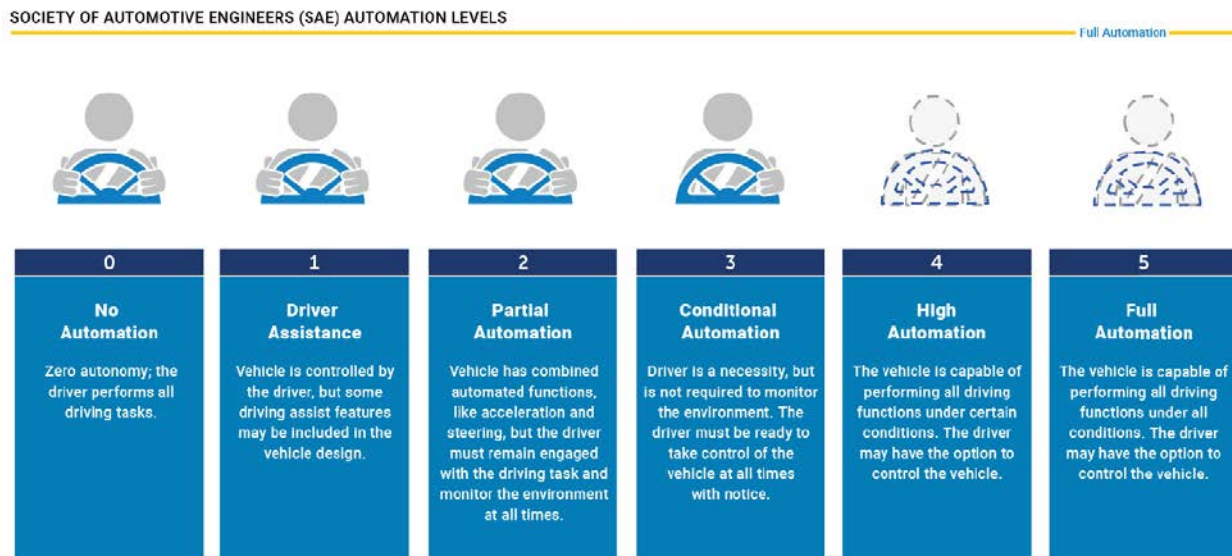 SOCIETY OF AUTOMOTIVE ENGINEERS (SAE) AUTOMATION LEVELS
Full Automation
0
No
Automation
Zero autonomy; the
driver performs all
driving tasks.
1
Driver
Assistance
Vehicle is controlled by
the driver, but some
driving assist features
may be included in the
vehicle design.
2
Partial
Automation
Vehicle has combined
automated functions,
like acceleration and
steering, but the driver
must remain engaged
with the driving task and
monitor the environment
at all times.
3
Conditional
Automation
Driver is a necessity, but
is not required to monitor
the environment. The
driver must be ready to
take control of the
vehicle at all times
with notice.
4
High
Automation
The vehicle is capable of
performing all driving
functions under certain
conditions. The driver
may have the option to
control the vehicle.
5
Full
Automation
The vehicle is capable of
performing all driving
functions under all
conditions. The driver
may have the option to
control the vehicle.